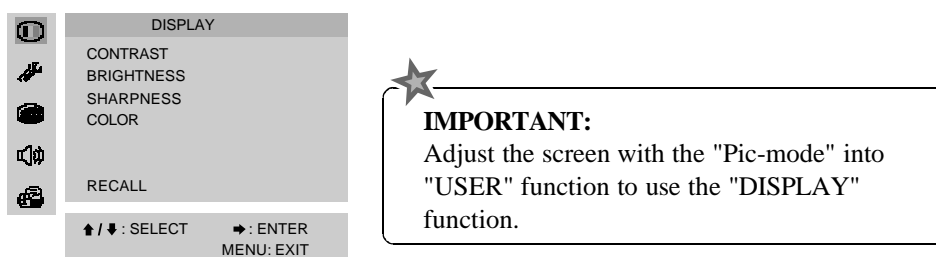 DISPLAY
CONTRAST
BRIGHTNESS
SHARPNESS
COLOR
RECALL
⬆ / ⬇ : SELECT ➡ : ENTER
MENU: EXIT
IMPORTANT:
Adjust the screen with the "Pic-mode" into
"USER" function to use the "DISPLAY"
function.